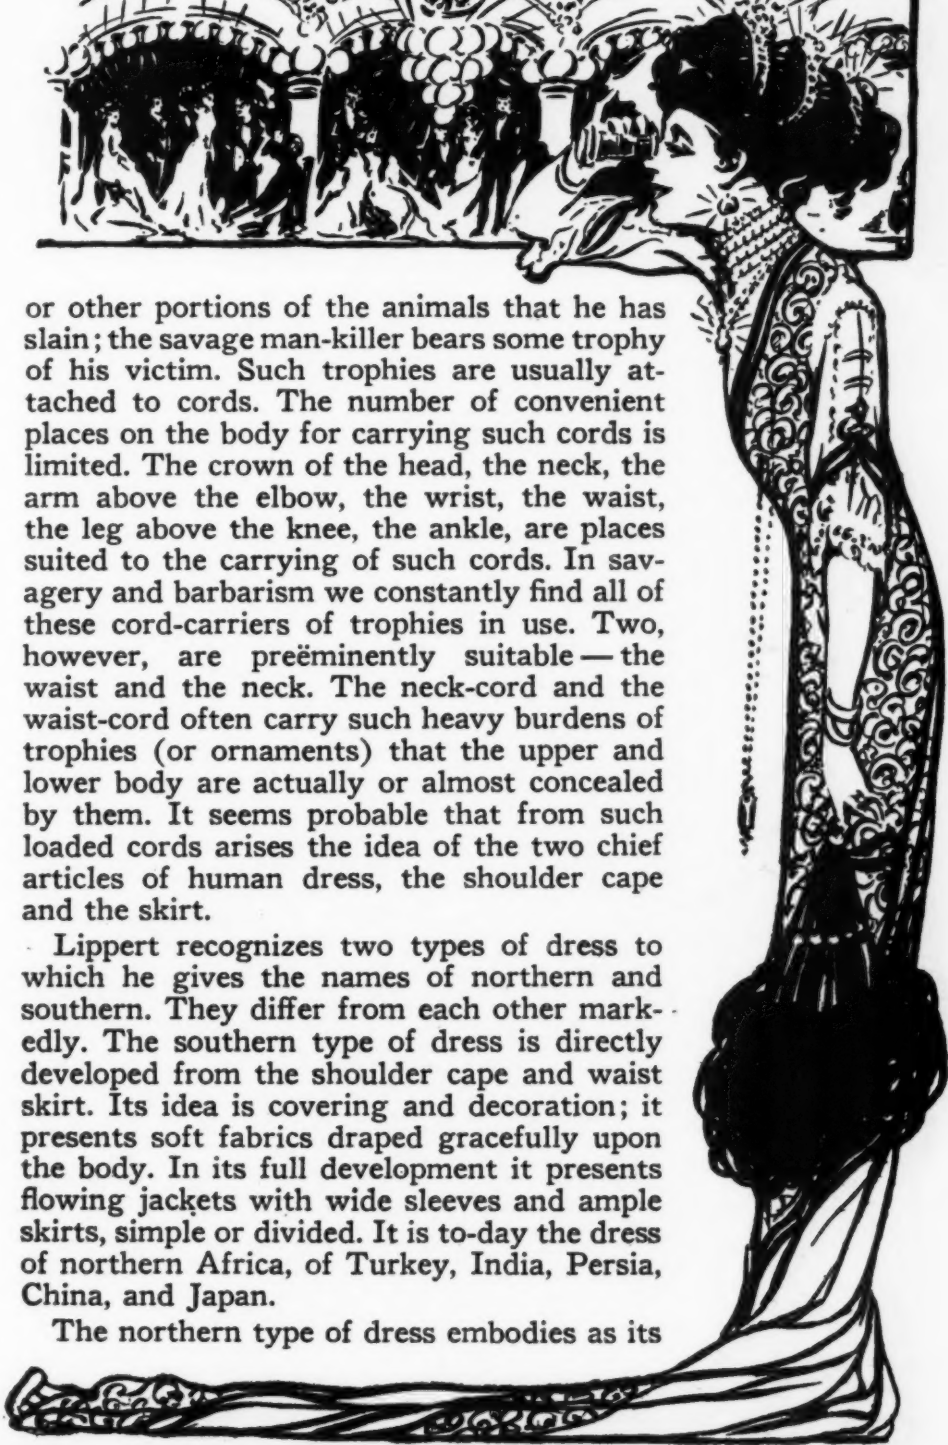 or other portions of the animals that he has
slain; the savage man-killer bears some trophy
of his victim. Such trophies are usually at-
tached to cords. The number of convenient
places on the body for carrying such cords is
limited. The crown of the head, the neck, the
arm above the elbow, the wrist, the waist,
the leg above the knee, the ankle, are places
suited to the carrying of such cords. In sav-
agery and barbarism we constantly find all of
these cord-carriers of trophies in use. Two,
however, are preëminently suitable — the
waist and the neck. The neck-cord and the
waist-cord often carry such heavy burdens of
trophies (or ornaments) that the upper and
lower body are actually or almost concealed
by them. It seems probable that from such
loaded cords arises the idea of the two chief
articles of human dress, the shoulder cape
and the skirt.
Lippert recognizes two types of dress to
which he gives the names of northern and
southern. They differ from each other mark-
edly. The southern type of dress is directly
developed from the shoulder cape and waist
skirt. Its idea is covering and decoration; it
presents soft fabrics draped gracefully upon
the body. In its full development it presents
flowing jackets with wide sleeves and ample
skirts, simple or divided. It is to-day the dress
of northern Africa, of Turkey, India, Persia,
China, and Japan.
The northern type of dress embodies as its